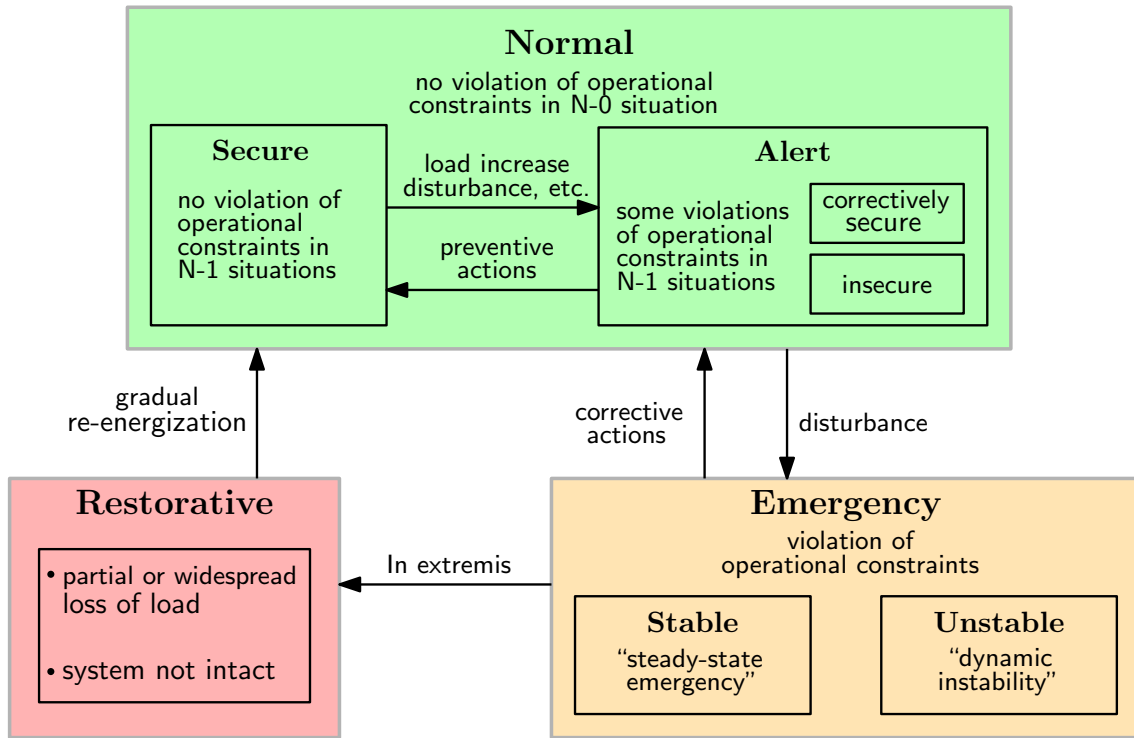 Normal
no violation of operational
constraints in N-0 situation
Secure
no violation of
operational
constraints in
N-1 situations
load increase
disturbance, etc.
preventive
actions
Alert
some violations
of operational
constraints in
N-1 situations
correctively
secure
insecure
gradual
re-energization
corrective
actions
disturbance
Restorative
• partial or widespread
loss of load
• system not intact
In extremis
Emergency
violation of
operational constraints
Stable
“steady-state
emergency”
Unstable
“dynamic
instability”